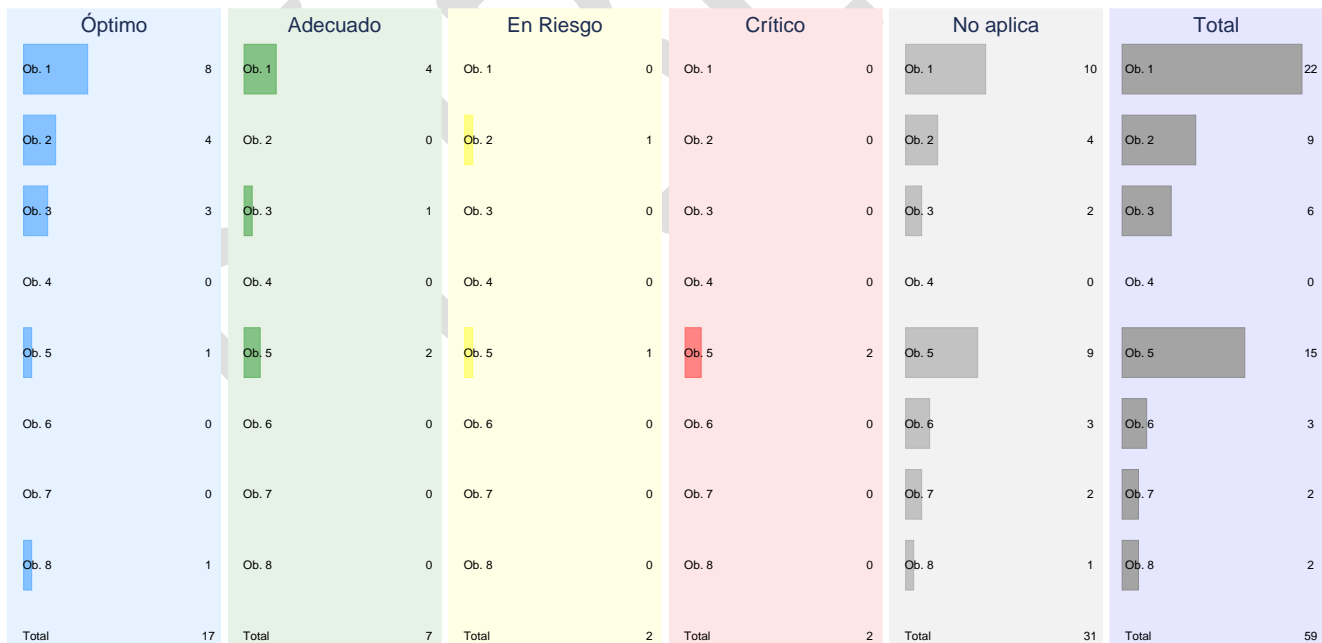 Óptimo Adecuado En Riesgo Crítico No aplica Total
Ob. 1 8 Ob. 1 4 Ob. 1 0 Ob. 1 0 Ob. 1 10 Ob. 1 22
Ob. 2 4 Ob. 2 0 Ob. 2 1 Ob. 2 0 Ob. 2 4 Ob. 2 9
Ob. 3 3 Ob. 3 1 Ob. 3 0 Ob. 3 0 Ob. 3 2 Ob. 3 6
Ob. 4 0 Ob. 4 0 Ob. 4 0 Ob. 4 0 Ob. 4 0 Ob. 4 0
Ob. 5 1 Ob. 5 2 Ob. 5 1 Ob. 5 2 Ob. 5 9 Ob. 5 15
Ob. 6 0 Ob. 6 0 Ob. 6 0 Ob. 6 0 Ob. 6 3 Ob. 6 3
Ob. 7 0 Ob. 7 0 Ob. 7 0 Ob. 7 0 Ob. 7 2 Ob. 7 2
Ob. 8 1 Ob. 8 0 Ob. 8 0 Ob. 8 0 Ob. 8 1 Ob. 8 2
Total 17 Total 7 Total 2 Total 2 Total 31 Total 59